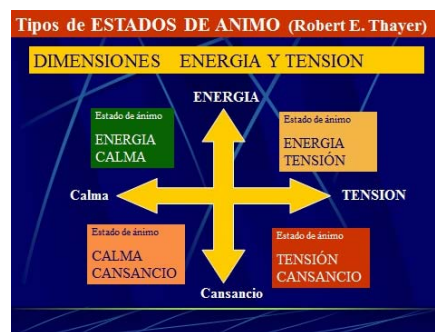 Tipos de ESTADOS DE ANIMO (Robert E. Thayer)
DIMENSIONES ENERGIA Y TENSION
ENERGIA
Estado de ánimo
ENERGIA
CALMA
Estado de ánimo
ENERGIA
TENSIÓN
Calma
TENSION
Estado de ánimo
CALMA
CANSANCIO
Estado de ánimo
TENSIÓN
CANSANCIO
Cansancio